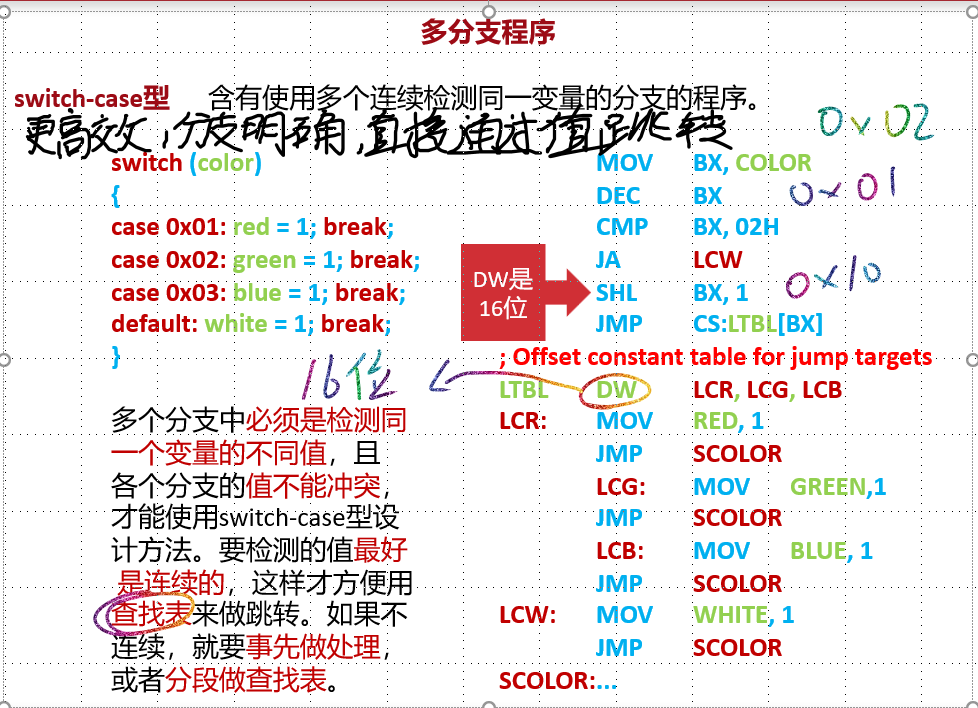 多分支程序
switch-case型 含有使用多个连续检测同一变量的分支的程序。
更高效,分支明确,直接通过值跳转
0x02
switch (color)
{
case 0x01: red = 1; break;
case 0x02: green = 1; break;
case 0x03: blue = 1; break;
default: white = 1; break;
}
16位
多个分支中必须是检测同
一个变量的不同值，且
各个分支的值不能冲突，
才能使用switch-case型设
计方法。要检测的值最好
是连续的，这样才方便用
查找表来做跳转。如果不
连续，就要事先做处理，
或者分段做查找表。
DW是
16位
MOV BX, COLOR
DEC BX
0x01
CMP BX, 02H
JA LCW
0x10
SHL BX, 1
JMP CS:LTBL[BX]
; Offset constant table for jump targets
LTBL DW LCR, LCG, LCB
LCR: MOV RED, 1
JMP SCOLOR
LCG: MOV GREEN,1
JMP SCOLOR
LCB: MOV BLUE, 1
JMP SCOLOR
LCW: MOV WHITE, 1
JMP SCOLOR
SCOLOR:...